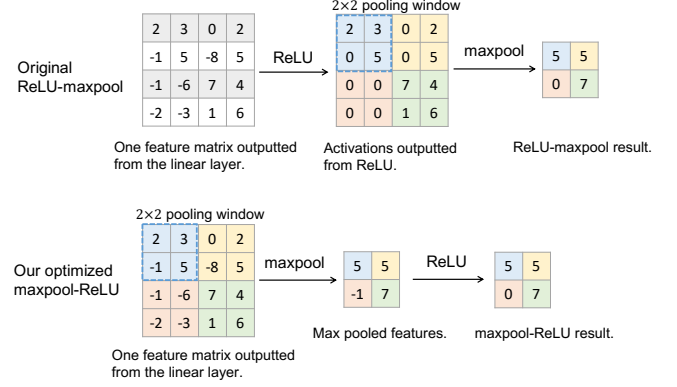 2×2 pooling window
2 3 0 2
-1 5 -8 5
-1 -6 7 4
-2 -3 1 6
Original
ReLU-maxpool
ReLU
2 3 0 2
0 5 0 5
0 0 7 4
0 0 1 6
maxpool
5 5
0 7
One feature matrix outputted
from the linear layer.
Activations outputted
from ReLU.
ReLU-maxpool result.
2×2 pooling window
Our optimized
maxpool-ReLU
2 3 0 2
-1 5 -8 5
-1 -6 7 4
-2 -3 1 6
maxpool
5 5
-1 7
ReLU
5 5
0 7
Max pooled features.
maxpool-ReLU result.
One feature matrix outputted
from the linear layer.